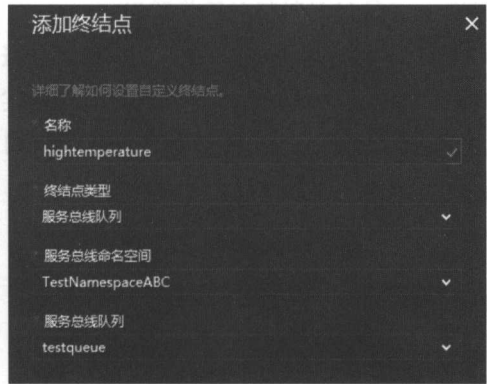 添加终结点
详细了解如何设置自定义终结点。
* 名称
hightemperature
* 终结点类型
服务总线队列
* 服务总线命名空间
TestNamespaceABC
* 服务总线队列
testqueue